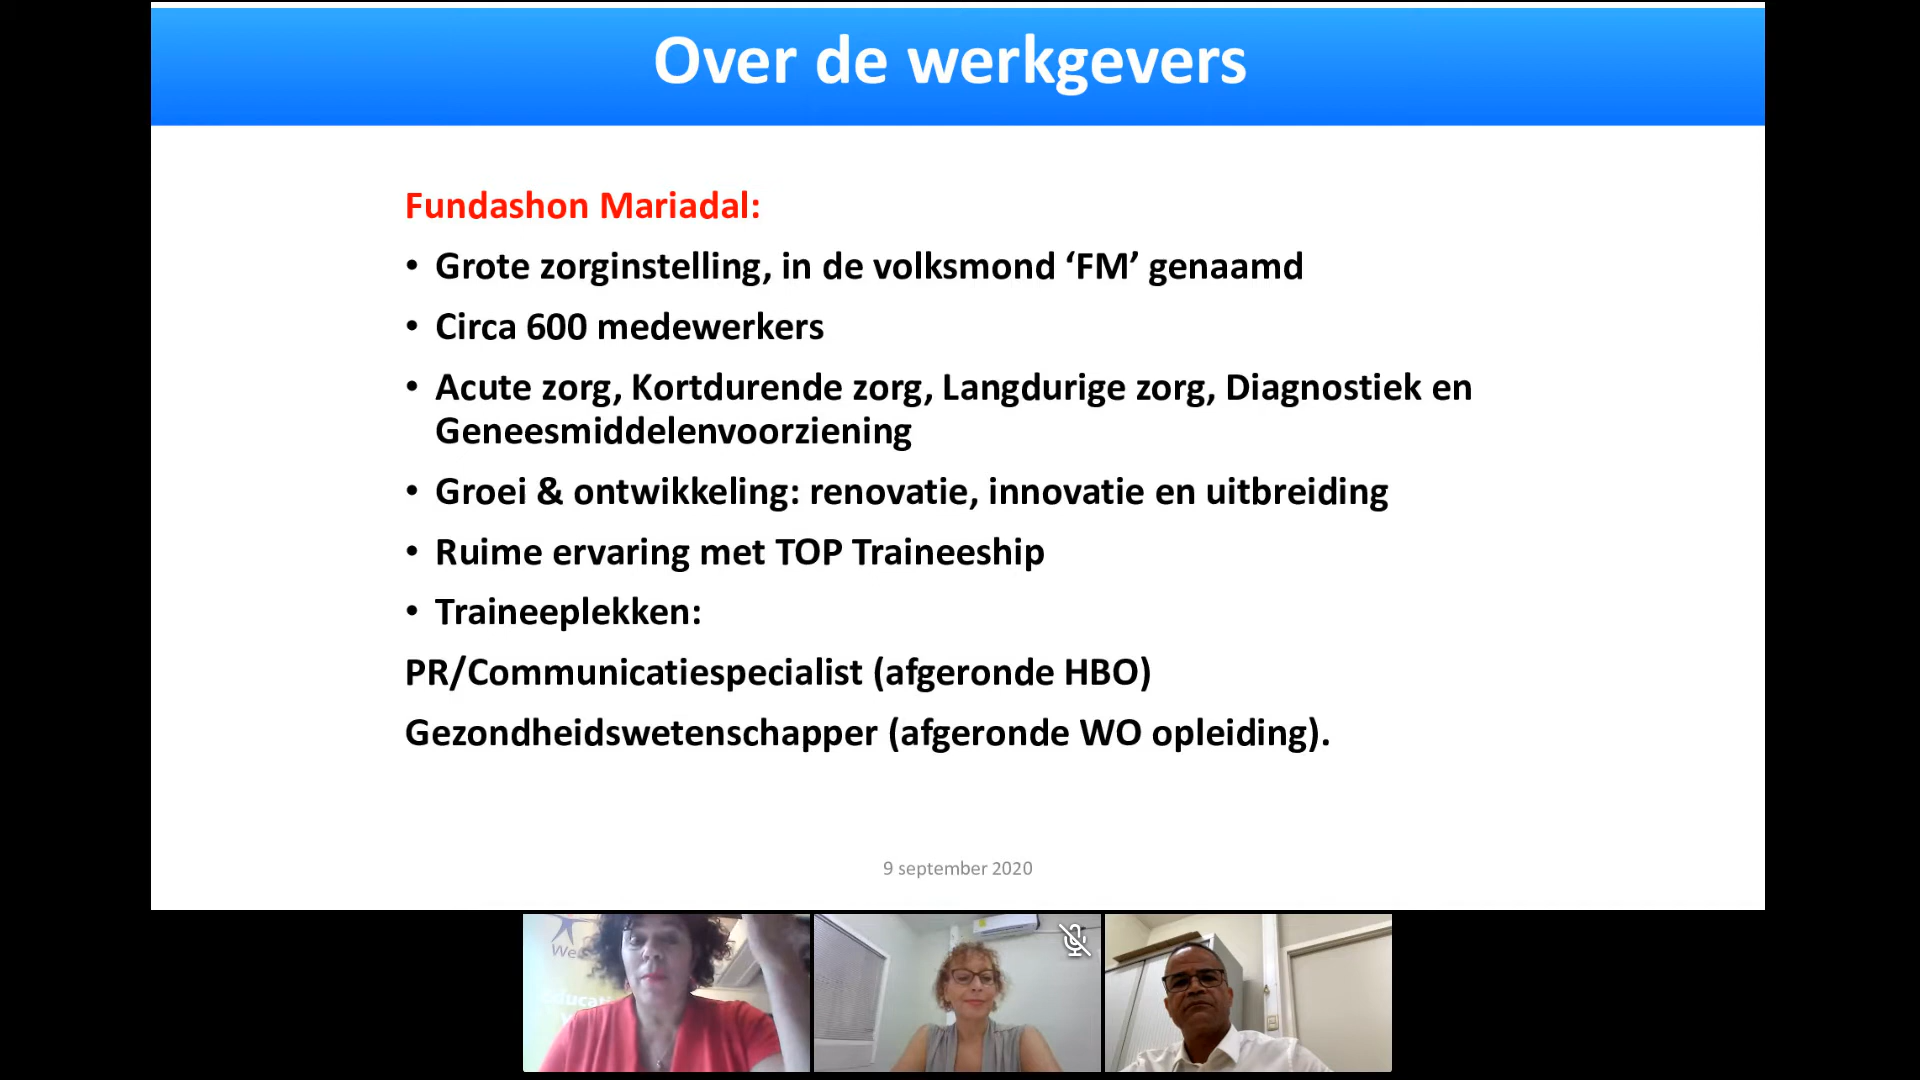 Over de werkgevers
Fundashon Mariadal:
• Grote zorginstelling, in de volksmond ‘FM’ genaamd
• Circa 600 medewerkers
• Acute zorg, Kortdurende zorg, Langdurige zorg, Diagnostiek en
Geneesmiddelenvoorziening
• Groei & ontwikkeling: renovatie, innovatie en uitbreiding
• Ruime ervaring met TOP Traineeship
• Traineeplekken:
PR/Communicatiespecialist (afgeronde HBO)
Gezondheidswetenschapper (afgeronde WO opleiding).
9 september 2020